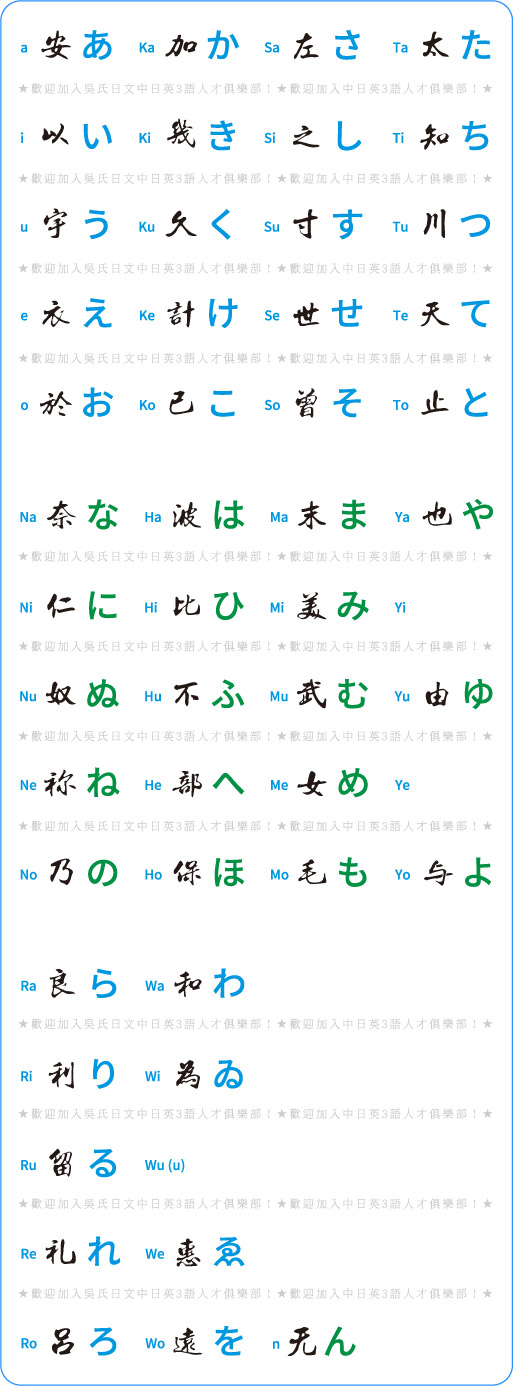 a 安 あ Ka 加 か Sa 左 さ Ta 太 た
★歡迎加入吳氏日文中日英3語人才俱樂部！★歡迎加入中日英3語人才俱樂部！★
i 以 い Ki 幾 き Si 之 し Ti 知 ち
★歡迎加入吳氏日文中日英3語人才俱樂部！★歡迎加入中日英3語人才俱樂部！★
u 宇 う Ku 久 く Su 寸 す Tu 川 つ
★歡迎加入吳氏日文中日英3語人才俱樂部！★歡迎加入中日英3語人才俱樂部！★
e 衣 え Ke 計 け Se 世 せ Te 天 て
★歡迎加入吳氏日文中日英3語人才俱樂部！★歡迎加入中日英3語人才俱樂部！★
o 於 お Ko 己 こ So 曽 そ To 止 と
Na 奈 な Ha 波 は Ma 末 ま Ya 也 や
★歡迎加入吳氏日文中日英3語人才俱樂部！★歡迎加入中日英3語人才俱樂部！★
Ni 仁 に Hi 比 ひ Mi 美 み Yi
★歡迎加入吳氏日文中日英3語人才俱樂部！★歡迎加入中日英3語人才俱樂部！★
Nu 奴 ぬ Hu 不 ふ Mu 武 む Yu 由 ゆ
★歡迎加入吳氏日文中日英3語人才俱樂部！★歡迎加入中日英3語人才俱樂部！★
Ne 祢 ね He 部 へ Me 女 め Ye
★歡迎加入吳氏日文中日英3語人才俱樂部！★歡迎加入中日英3語人才俱樂部！★
No 乃 の Ho 保 ほ Mo 毛 も Yo 与 よ
Ra 良 ら Wa 和 わ
★歡迎加入吳氏日文中日英3語人才俱樂部！★歡迎加入中日英3語人才俱樂部！★
Ri 利 り Wi 為 ゐ
★歡迎加入吳氏日文中日英3語人才俱樂部！★歡迎加入中日英3語人才俱樂部！★
Ru 留 る Wu (u)
★歡迎加入吳氏日文中日英3語人才俱樂部！★歡迎加入中日英3語人才俱樂部！★
Re 礼 れ We 恵 ゑ
★歡迎加入吳氏日文中日英3語人才俱樂部！★歡迎加入中日英3語人才俱樂部！★
Ro 呂 ろ Wo 遠 を n 无 ん